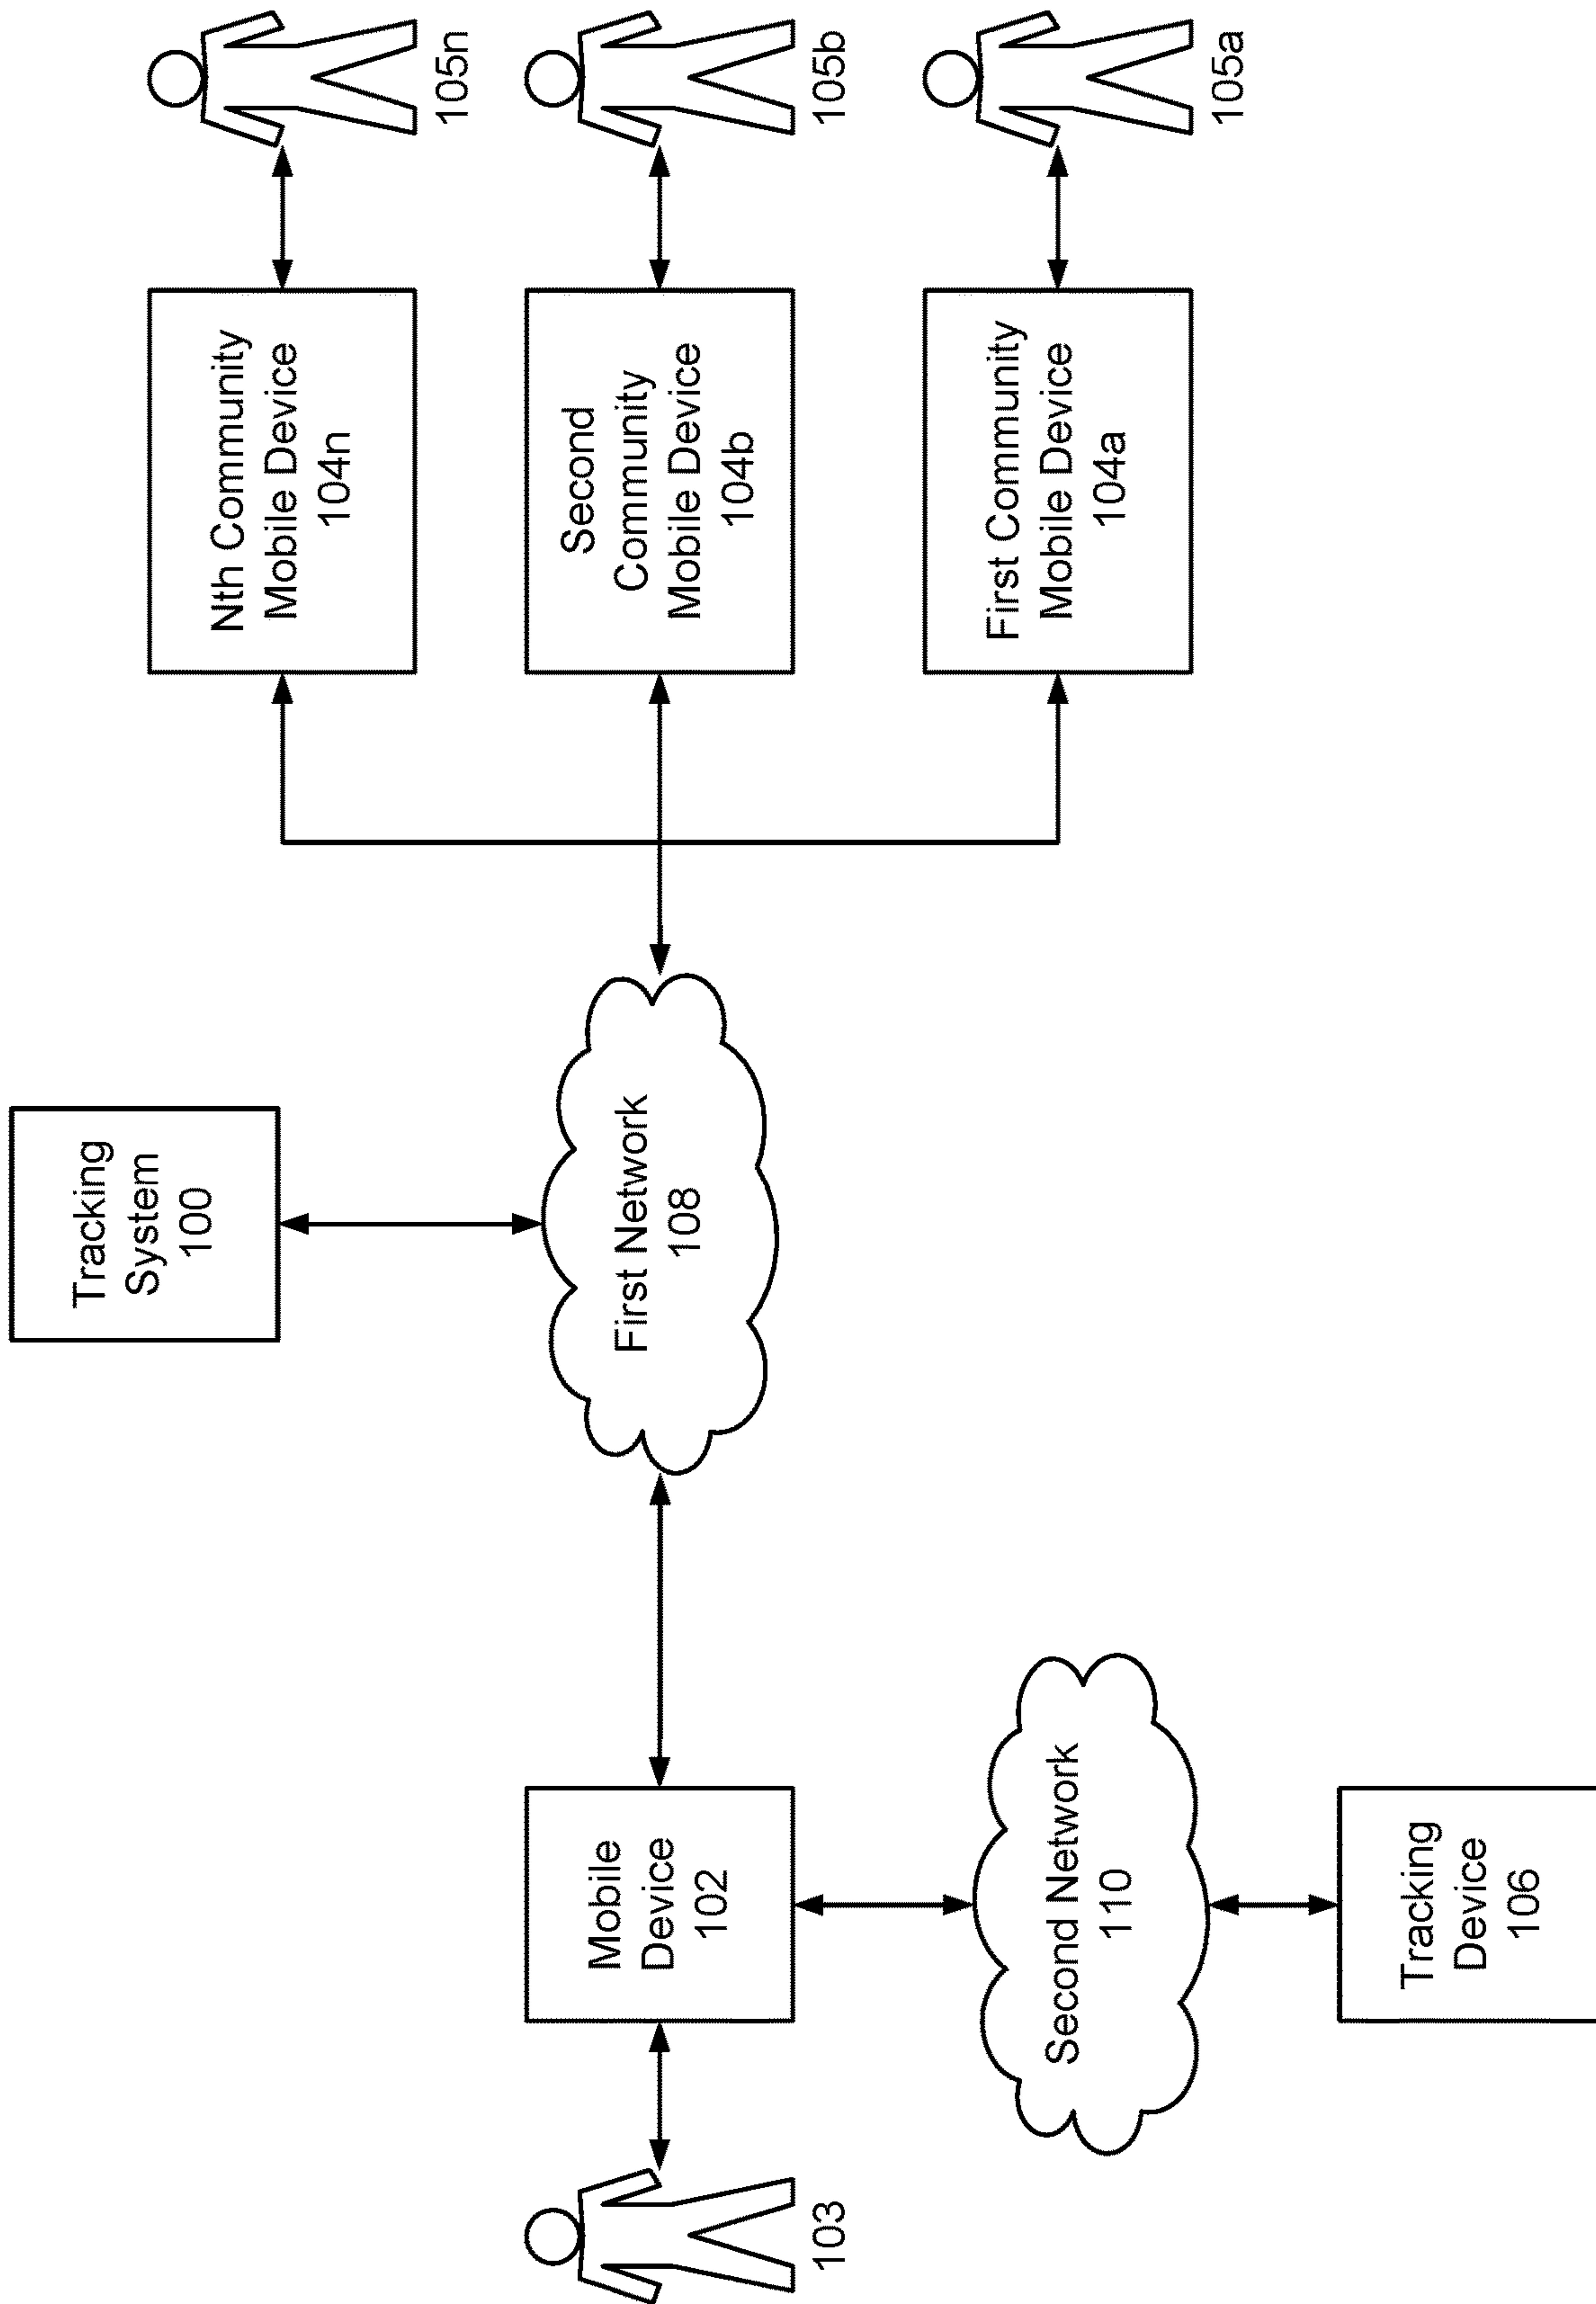 Tracking
System
100
Nth Community
Mobile Device
104n
105n
103
Mobile
Device
102
First Network
108
Second
Community
Mobile Device
104b
105b
Second Network
110
First Community
Mobile Device
104a
105a
Tracking
Device
106